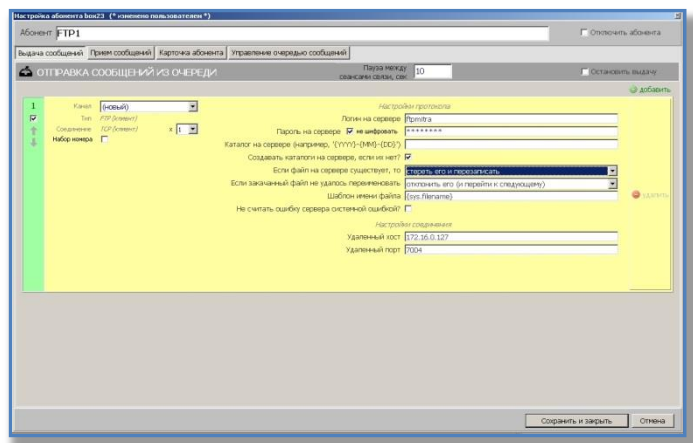 Настройка абонента box23 (* изменено пользователем *)
Абонент FTP1
Отключить абонента
Выдача сообщений Прием сообщений Карточка абонента Управление очередью сообщений
ОТПРАВКА СООБЩЕНИЙ ИЗ ОЧЕРЕДИ
Пауза между сеансами связи, сек 10
Остановить выдачу
добавить
1
Канал (новый)
Тип FTP (клиент)
Соединение TCP (клиент) x 1
Набор номера
Настройки протокола
Логин на сервере ftpmitra
Пароль на сервере не шифровать ********
Каталог на сервере (например, '{YYYY}-{MM}-{DD}')
Создавать каталоги на сервере, если их нет?
Если файл на сервере существует, то стереть его и перезаписать
Если закачанный файл не удалось переименовать отклонить его (и перейти к следующему)
Шаблон имени файла {sys.filename}
удалить
Не считать ошибку сервера системной ошибкой?
Настройки соединения
Удаленный хост 172.16.0.127
Удаленный порт 7004
Сохранить и закрыть Отмена